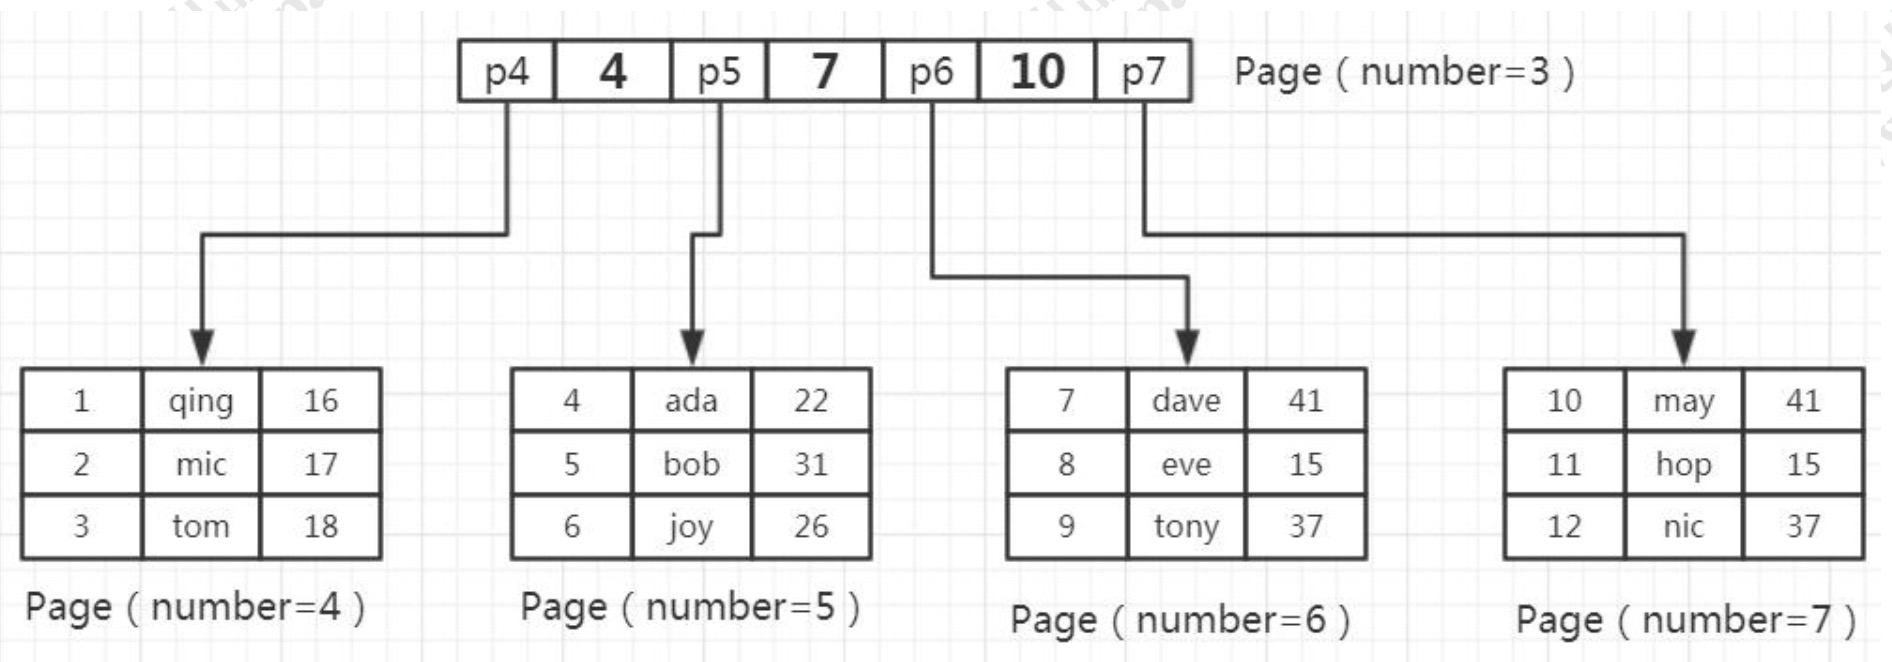 p4 4 p5 7 p6 10 p7 Page（number=3）
1 qing 16
2 mic 17
3 tom 18
Page（number=4）
4 ada 22
5 bob 31
6 joy 26
Page（number=5）
7 dave 41
8 eve 15
9 tony 37
Page（number=6）
10 may 41
11 hop 15
12 nic 37
Page（number=7）